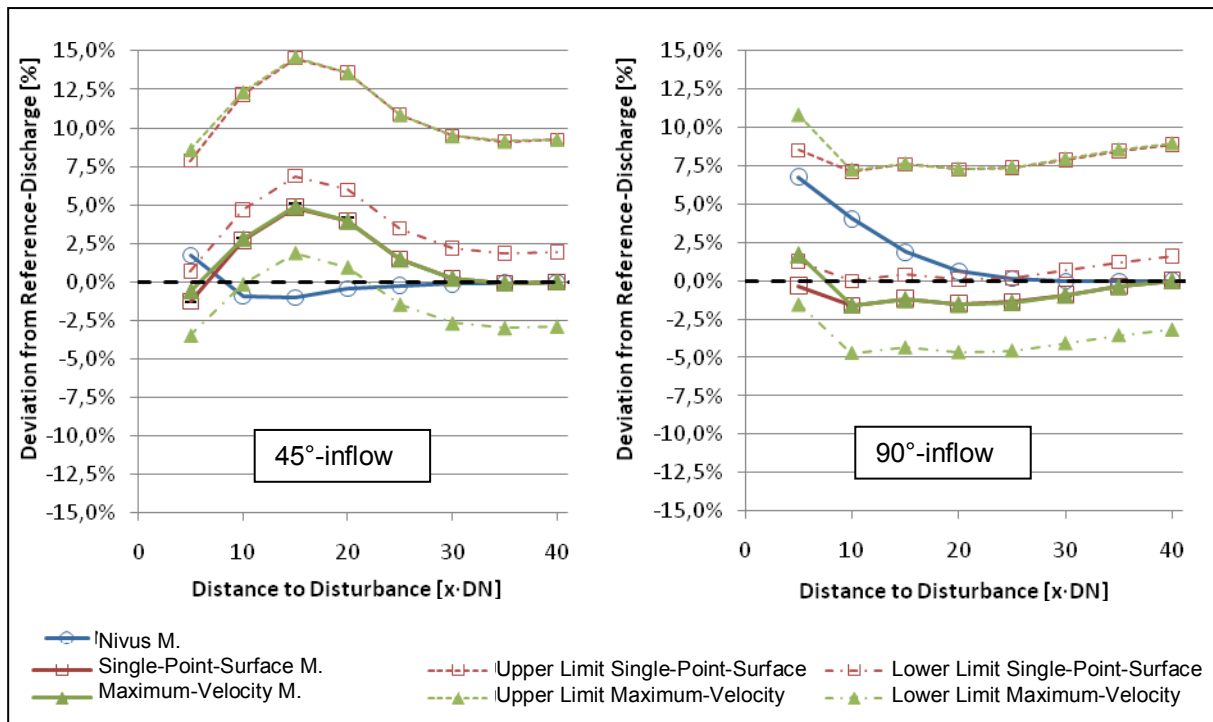 Deviation from Reference-Discharge [%]
15,0%
12,5%
10,0%
7,5%
5,0%
2,5%
0,0%
-2,5%
-5,0%
-7,5%
-10,0%
-12,5%
-15,0%
45°-inflow
0 10 20 30 40
Distance to Disturbance [x·DN]
Deviation from Reference-Discharge [%]
15,0%
12,5%
10,0%
7,5%
5,0%
2,5%
0,0%
-2,5%
-5,0%
-7,5%
-10,0%
-12,5%
-15,0%
90°-inflow
0 10 20 30 40
Distance to Disturbance [x·DN]
Nivus M.
Single-Point-Surface M. Upper Limit Single-Point-Surface Lower Limit Single-Point-Surface
Maximum-Velocity M. Upper Limit Maximum-Velocity Lower Limit Maximum-Velocity